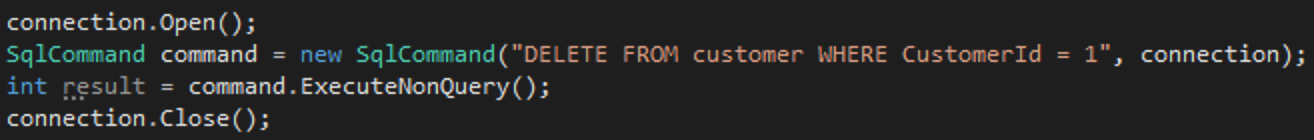 connection.Open();
SqlCommand command = new SqlCommand("DELETE FROM customer WHERE CustomerId = 1", connection);
int result = command.ExecuteNonQuery();
connection.Close();